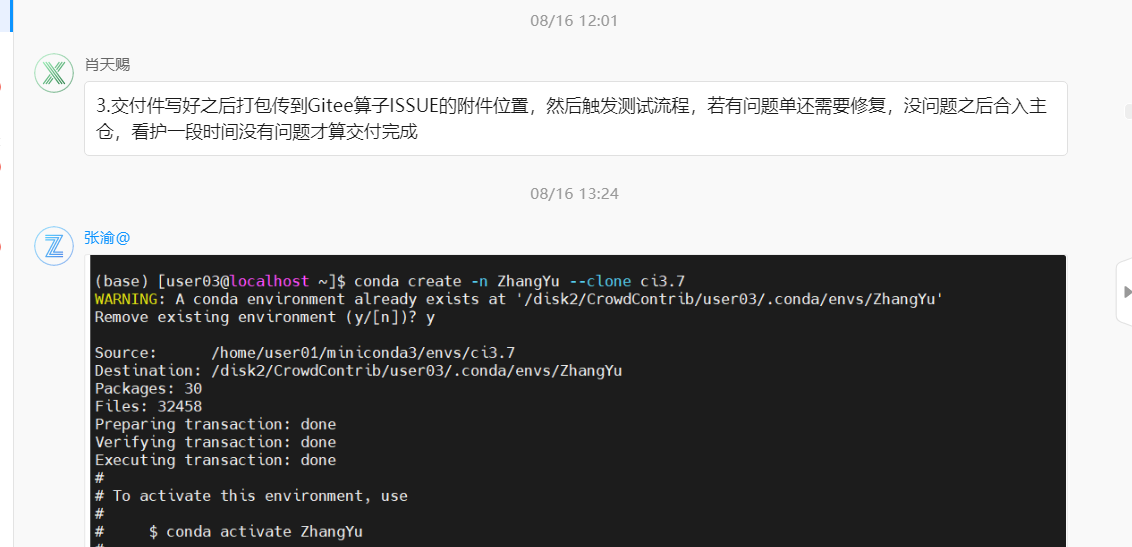 08/16 12:01
肖天赐
3.交付件写好之后打包传到Gitee算子ISSUE的附件位置，然后触发测试流程，若有问题单还需要修复，没问题之后合入主
仓，看护一段时间没有问题才算交付完成
08/16 13:24
张渝@
(base) [user03@localhost ~]$ conda create -n ZhangYu --clone ci3.7
WARNING: A conda environment already exists at '/disk2/CrowdContrib/user03/.conda/envs/ZhangYu'
Remove existing environment (y/[n])? y
Source:      /home/user01/miniconda3/envs/ci3.7
Destination: /disk2/CrowdContrib/user03/.conda/envs/ZhangYu
Packages: 30
Files: 32458
Preparing transaction: done
Verifying transaction: done
Executing transaction: done
#
# To activate this environment, use
#
#     $ conda activate ZhangYu
#